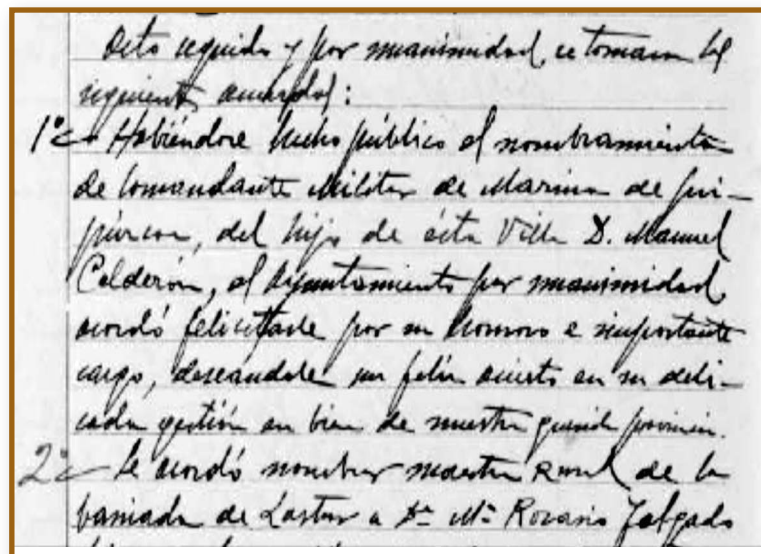 Acto seguido y por unanimidad se toman los
siguientes acuerdos:
1º Habiéndose hecho público el nombramiento
de Comandante Militar de Marina de Gui-
púzcoa, del hijo de ésta Villa D. Manuel
Calderón, el Ayuntamiento por unanimidad
acordó felicitarle por su honroso e importante
cargo, deseándole un feliz acierto en su deli-
cada gestión en bien de nuestra querida provincia.
2º Se acordó nombrar maestra Rural de la
barriada de Lastur a Dª Mª Rosario Salgado